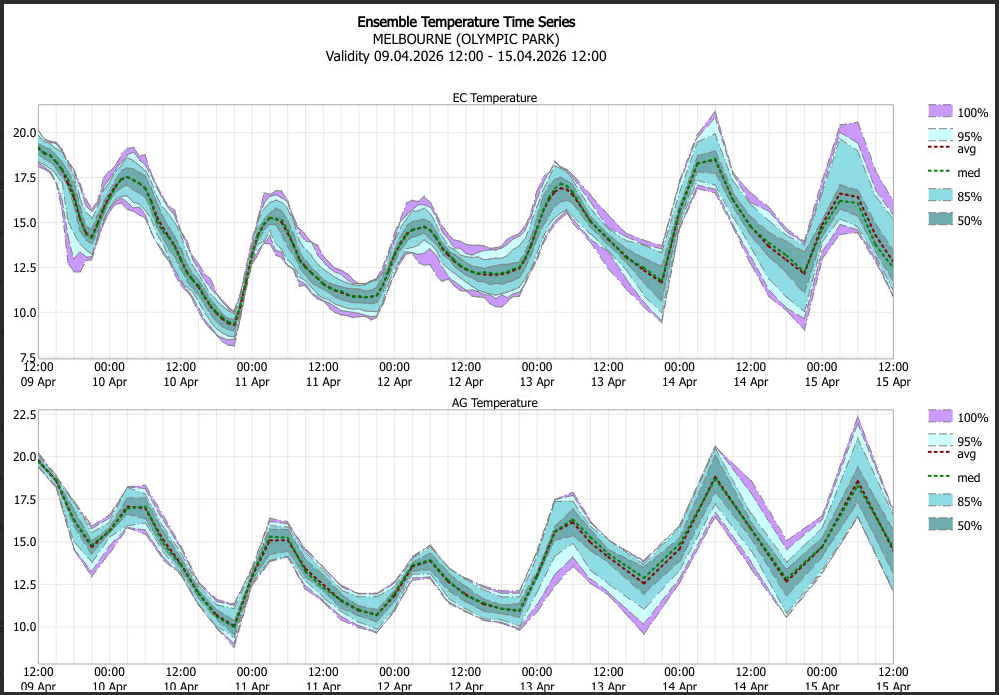 Ensemble Temperature Time Series
MELBOURNE (OLYMPIC PARK)
Validity 09.04.2026 12:00 - 15.04.2026 12:00
EC Temperature
20.0
17.5
15.0
12.5
10.0
7.5
12:00 00:00 12:00 00:00 12:00 00:00 12:00 00:00 12:00 00:00 12:00 00:00 12:00
09 Apr 10 Apr 10 Apr 11 Apr 11 Apr 12 Apr 12 Apr 13 Apr 13 Apr 14 Apr 14 Apr 15 Apr 15 Apr
100%
95%
avg
med
85%
50%
AG Temperature
22.5
20.0
17.5
15.0
12.5
10.0
12:00 00:00 12:00 00:00 12:00 00:00 12:00 00:00 12:00 00:00 12:00 00:00 12:00
09 Apr 10 Apr 10 Apr 11 Apr 11 Apr 12 Apr 12 Apr 13 Apr 13 Apr 14 Apr 14 Apr 15 Apr 15 Apr
100%
95%
avg
med
85%
50%